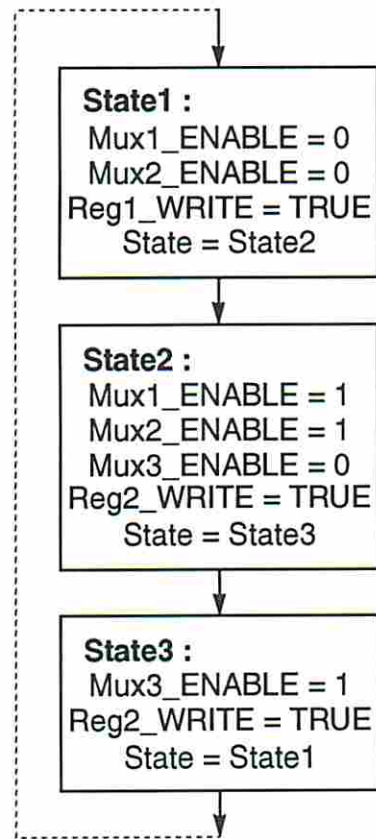 State1 :
Mux1_ENABLE = 0
Mux2_ENABLE = 0
Reg1_WRITE = TRUE
State = State2
State2 :
Mux1_ENABLE = 1
Mux2_ENABLE = 1
Mux3_ENABLE = 0
Reg2_WRITE = TRUE
State = State3
State3 :
Mux3_ENABLE = 1
Reg2_WRITE = TRUE
State = State1